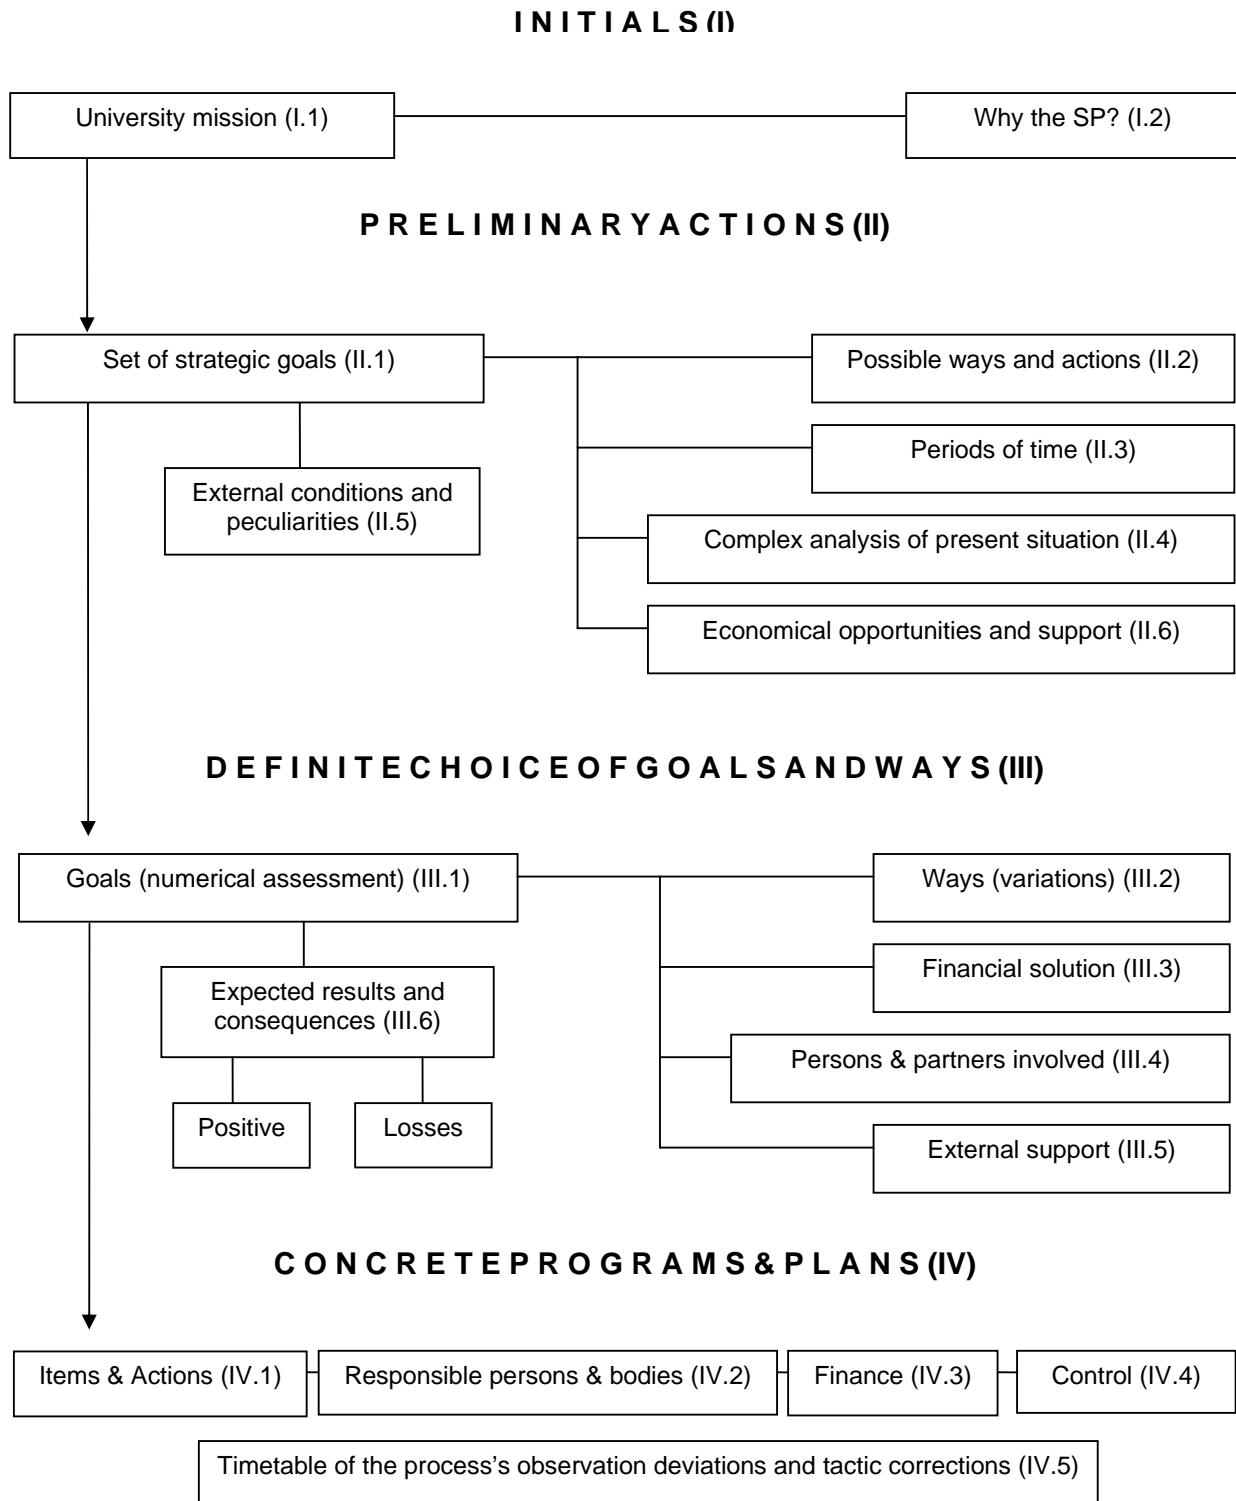 I N I T I A L S (I)
University mission (I.1)
Why the SP? (I.2)
P R E L I M I N A R Y A C T I O N S (II)
Set of strategic goals (II.1)
Possible ways and actions (II.2)
Periods of time (II.3)
External conditions and
peculiarities (II.5)
Complex analysis of present situation (II.4)
Economical opportunities and support (II.6)
D E F I N I T E C H O I C E O F G O A L S A N D W A Y S (III)
Goals (numerical assessment) (III.1)
Ways (variations) (III.2)
Financial solution (III.3)
Expected results and
consequences (III.6)
Persons & partners involved (III.4)
Positive
Losses
External support (III.5)
C O N C R E T E P R O G R A M S & P L A N S (IV)
Items & Actions (IV.1)
Responsible persons & bodies (IV.2)
Finance (IV.3)
Control (IV.4)
Timetable of the process’s observation deviations and tactic corrections (IV.5)